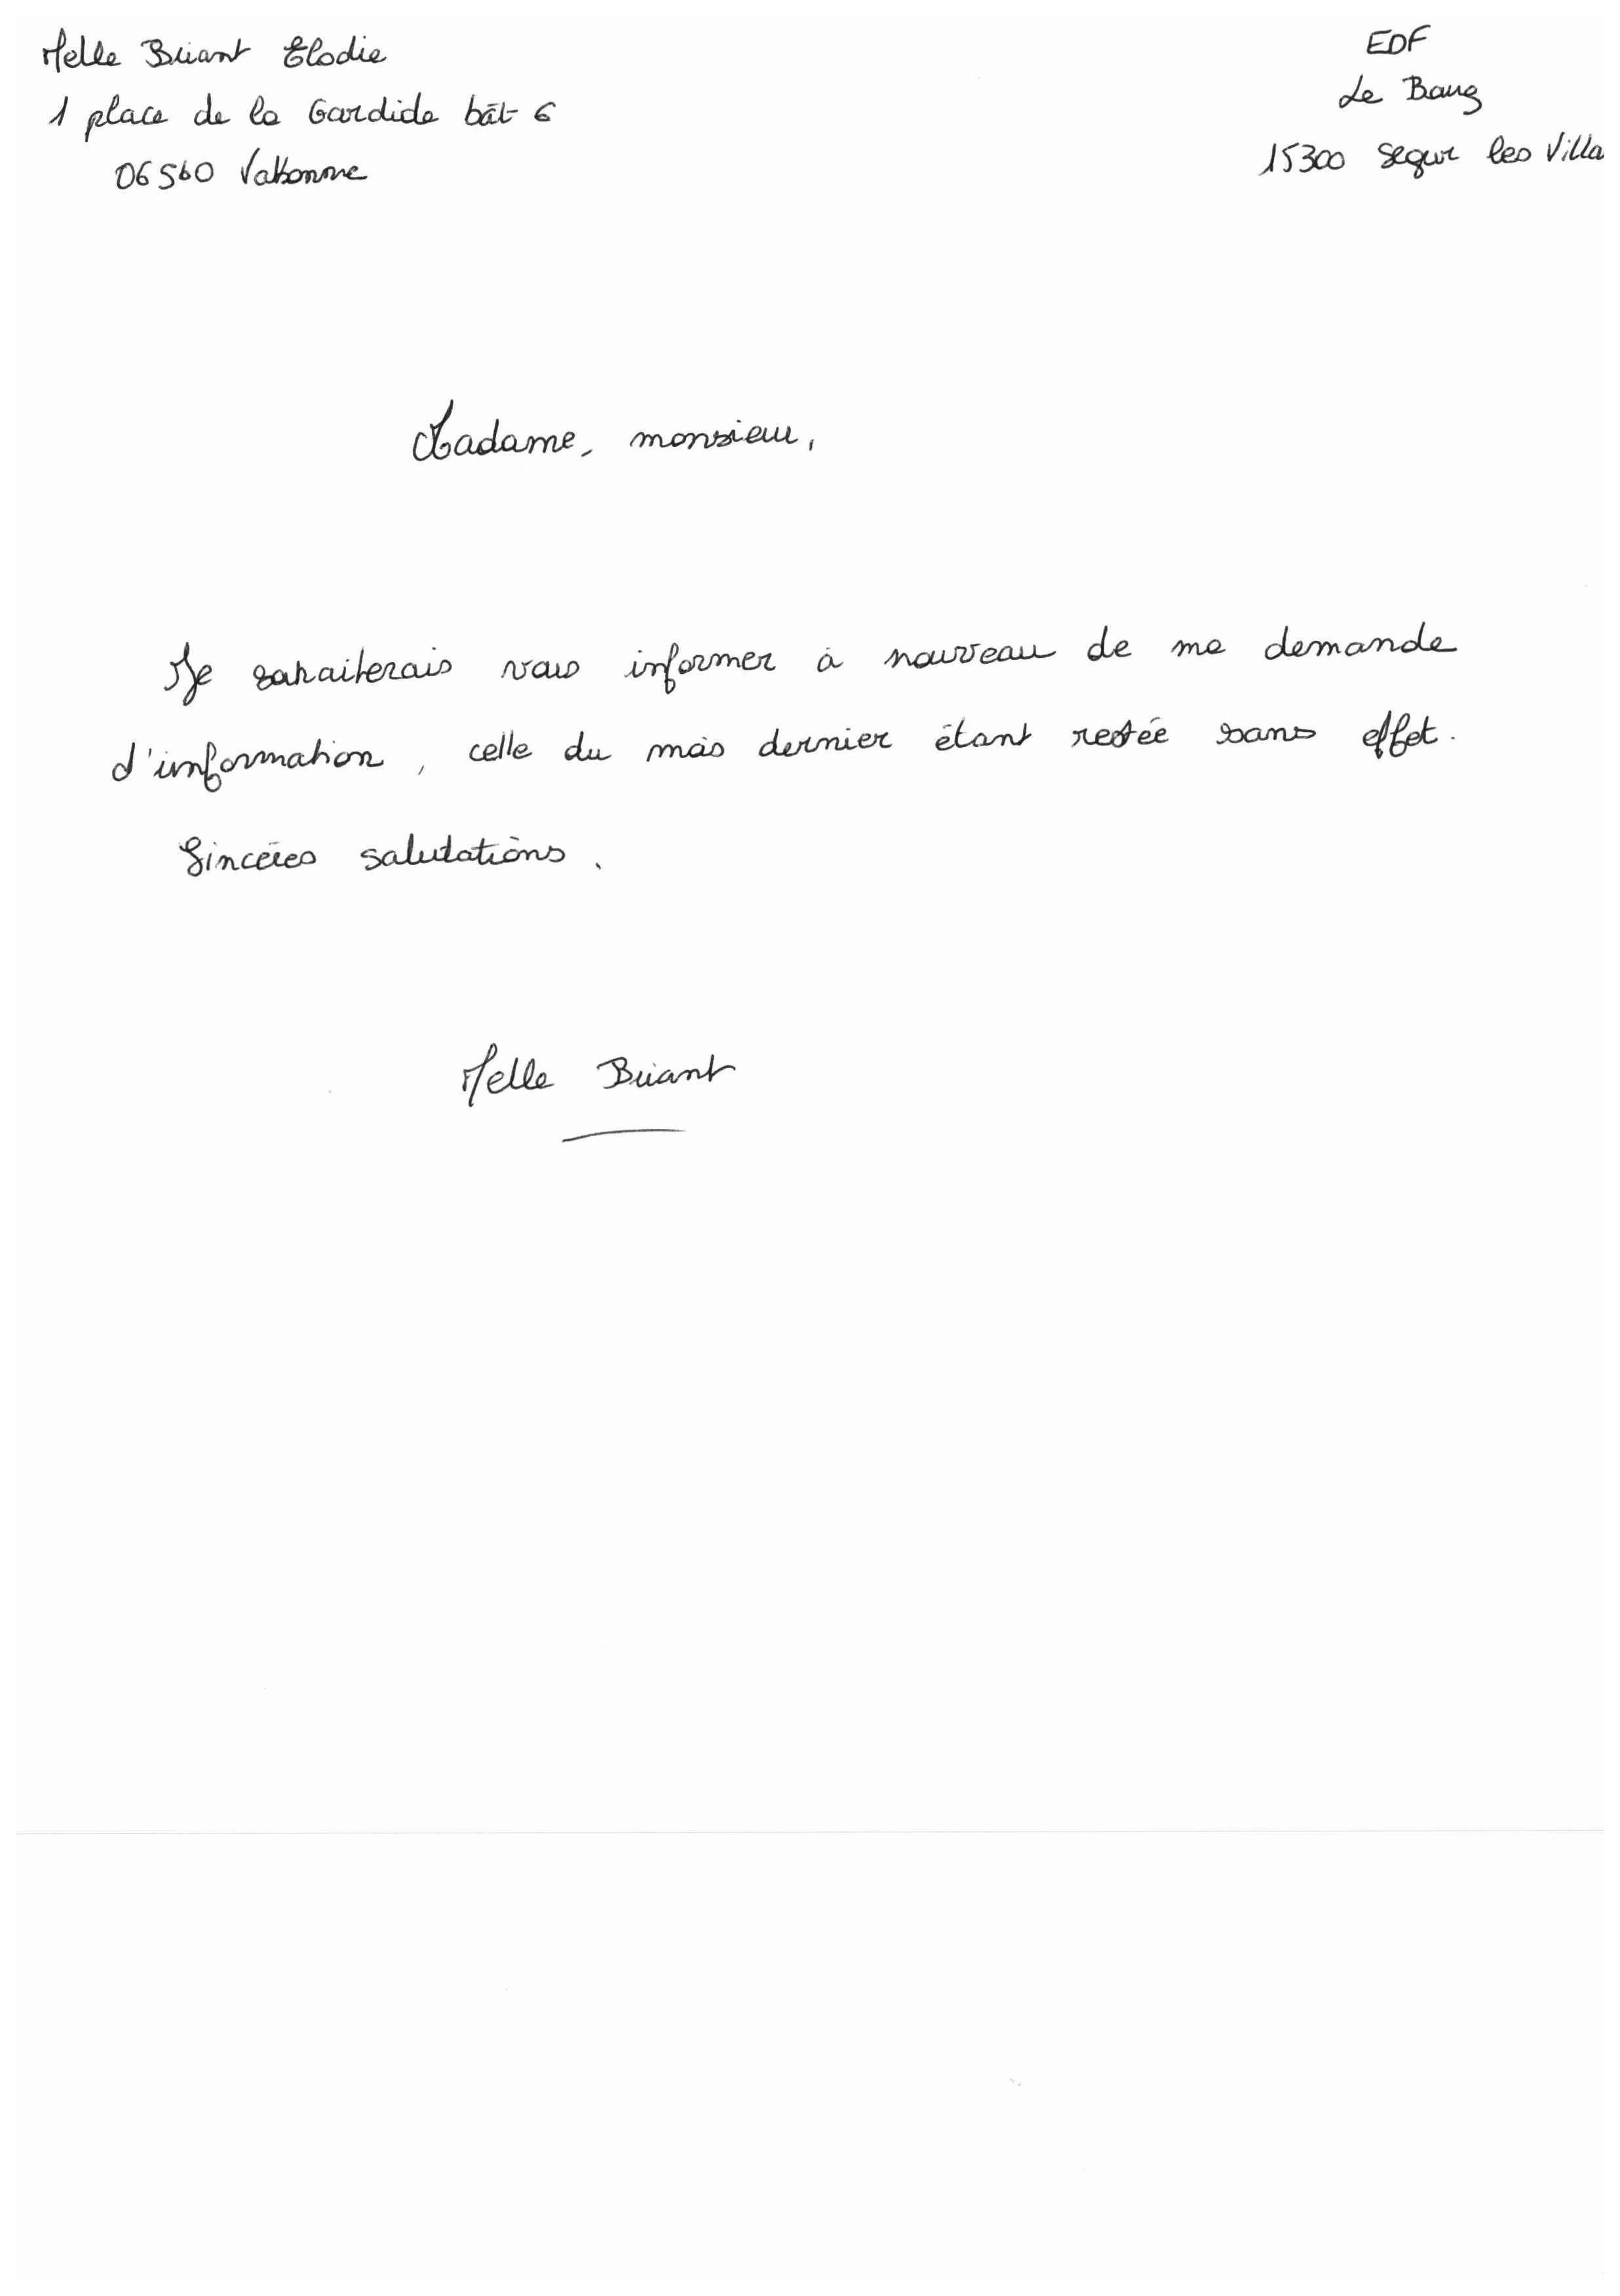 Melle Briant Elodie
1 place de la Gardide bât 6
06560 Valbonne
EDF
Le Bourg
15300 Segur les Villa
Madame, monsieur,
Je souhaiterais vous informer à nouveau de ma demande
d'information, celle du mois dernier étant restée sans effet.
Sincères salutations.
Melle Briant